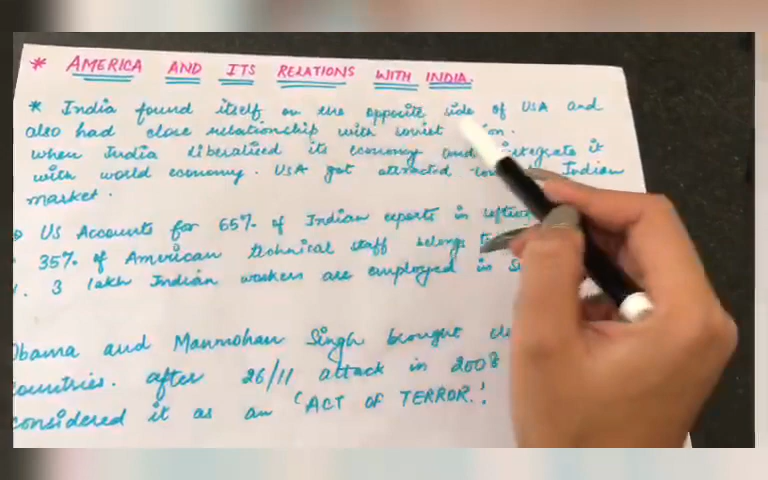 * AMERICA AND ITS RELATIONS WITH INDIA.
* India found itself on the opposite side of USA and
also had close relationship with soviet
when India liberalised its economy and integrate it
with world economy. USA got attracted Indian
market.
US Accounts for 65% of Indian exports in
35% of American technical staff belongs
3 lakh Indian workers are employed in
Obama and Manmohan Singh brought
countries. after 26/11 attack in 2008
considered it as an 'ACT OF TERROR.'